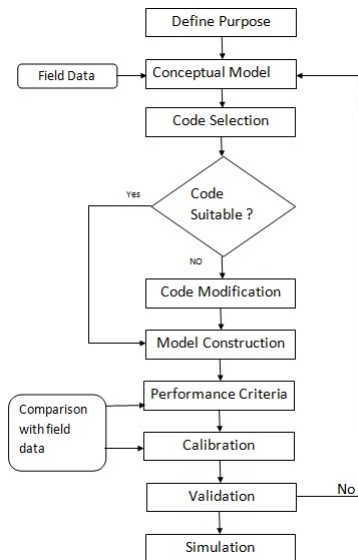 Define Purpose
Field Data
Conceptual Model
Code Selection
Yes
Code
Suitable ?
NO
Code Modification
Model Construction
Performance Criteria
Comparison
with field
data
Calibration
Validation
No
Simulation